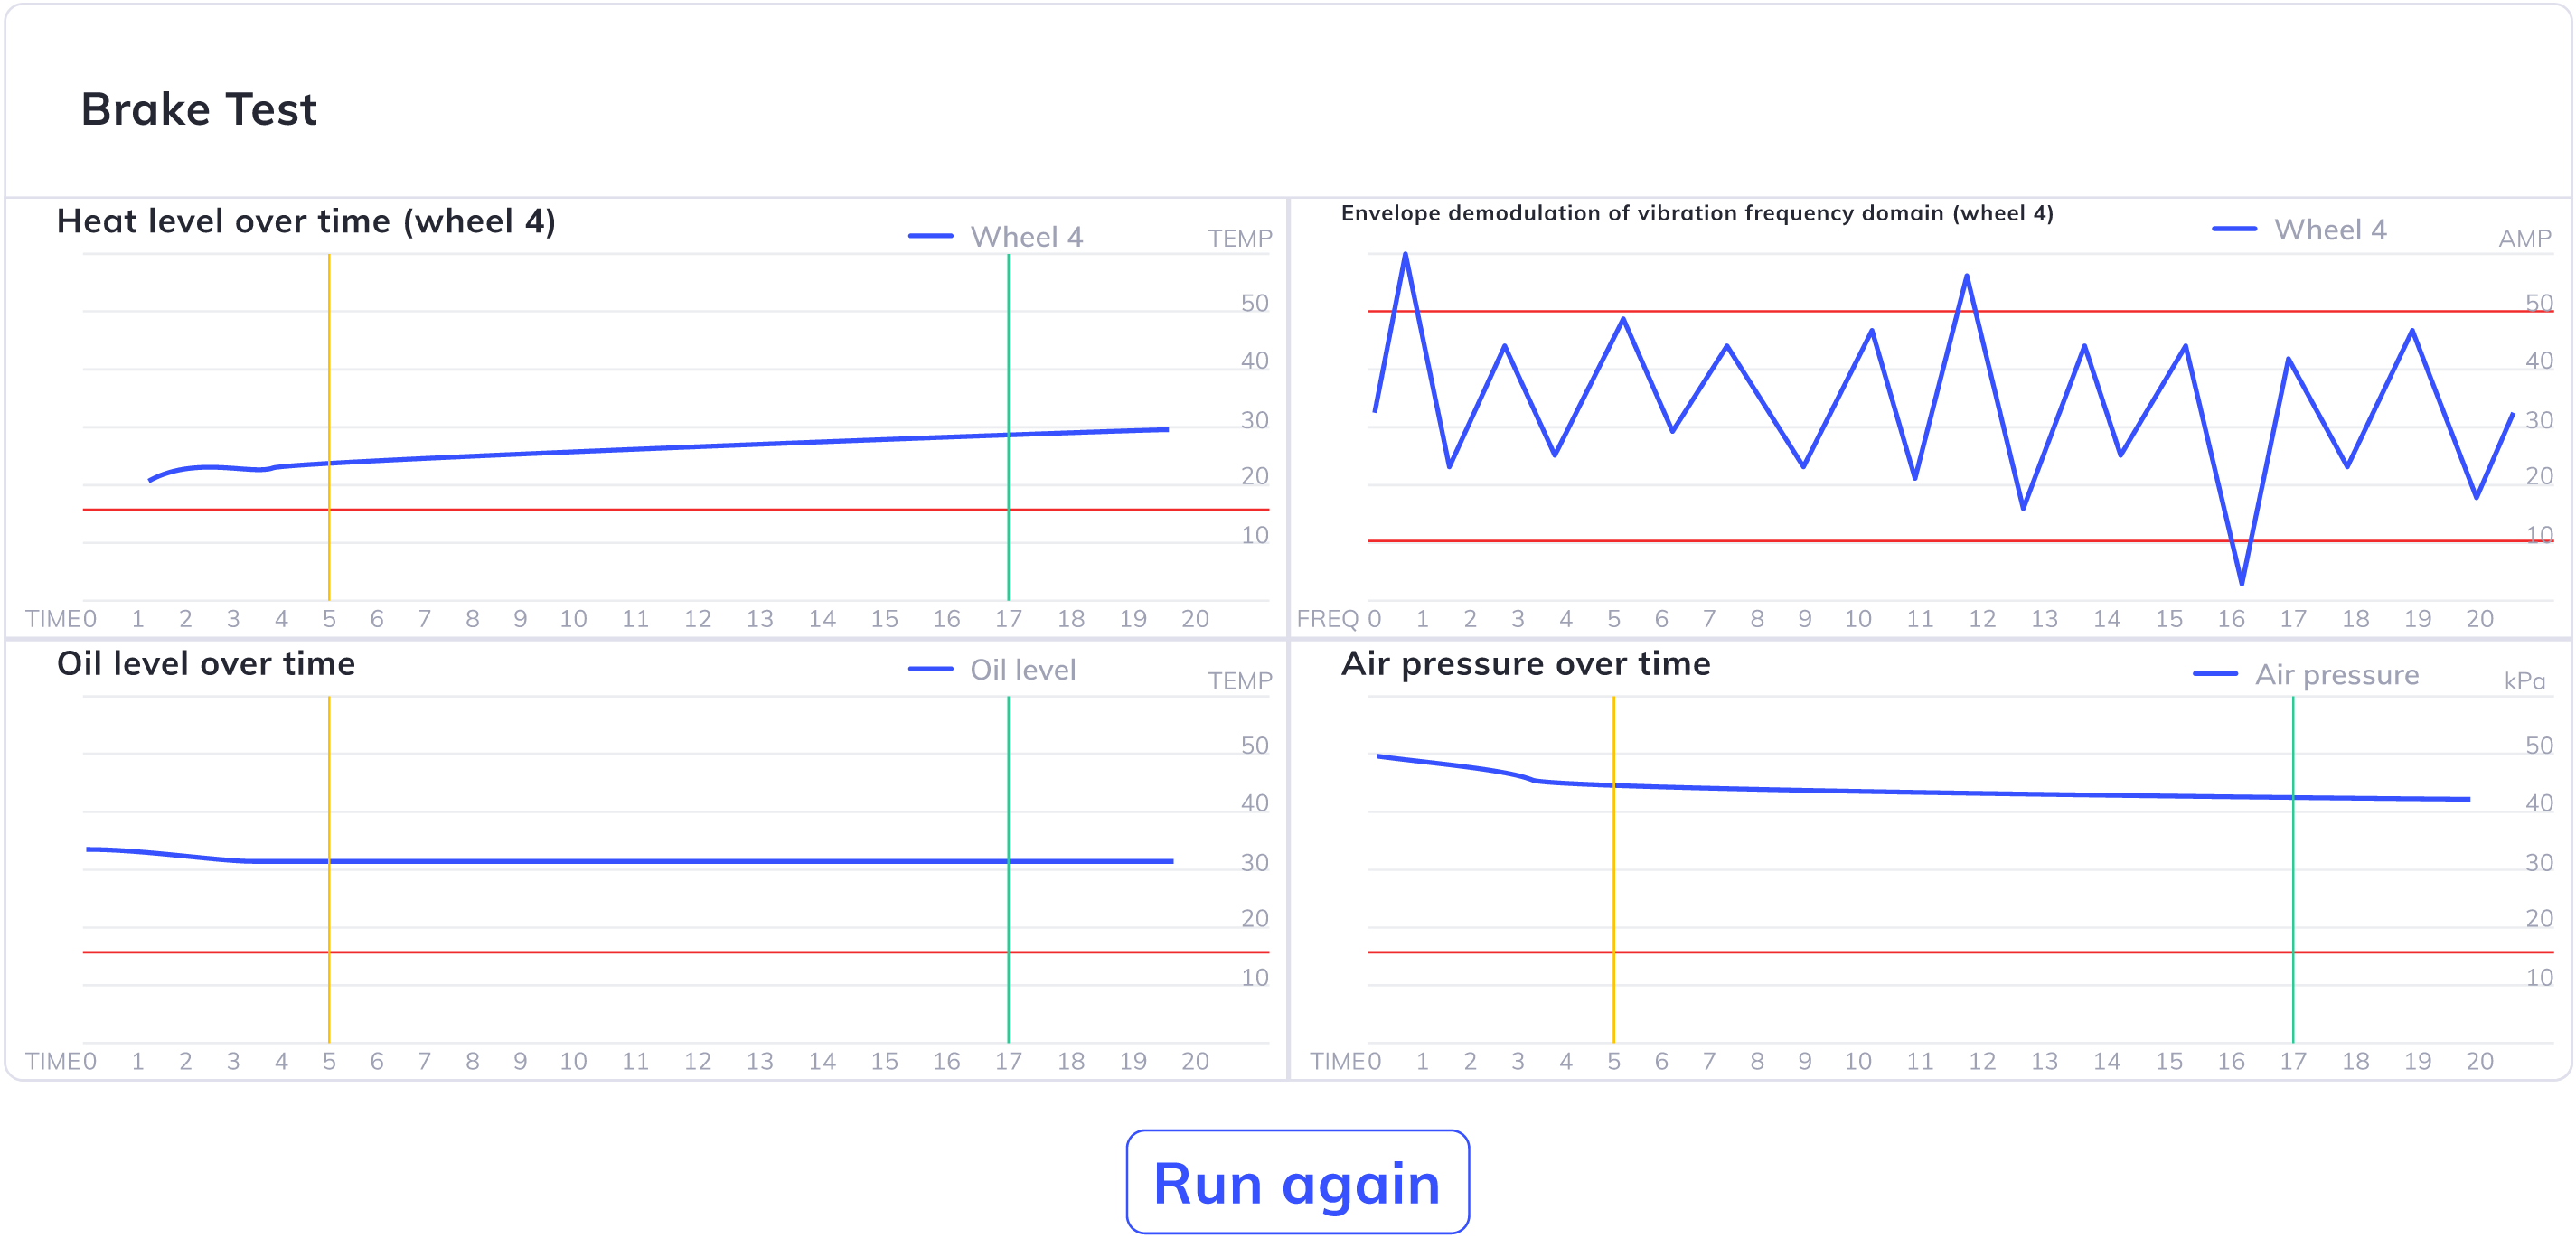 Brake Test
Heat level over time (wheel 4)
Wheel 4
TEMP
50
40
30
20
10
TIME 0 1 2 3 4 5 6 7 8 9 10 11 12 13 14 15 16 17 18 19 20
Envelope demodulation of vibration frequency domain (wheel 4)
Wheel 4
AMP
50
40
30
20
10
FREQ 0 1 2 3 4 5 6 7 8 9 10 11 12 13 14 15 16 17 18 19 20
Oil level over time
Oil level
TEMP
50
40
30
20
10
TIME 0 1 2 3 4 5 6 7 8 9 10 11 12 13 14 15 16 17 18 19 20
Air pressure over time
Air pressure
kPa
50
40
30
20
10
TIME 0 1 2 3 4 5 6 7 8 9 10 11 12 13 14 15 16 17 18 19 20
Run again